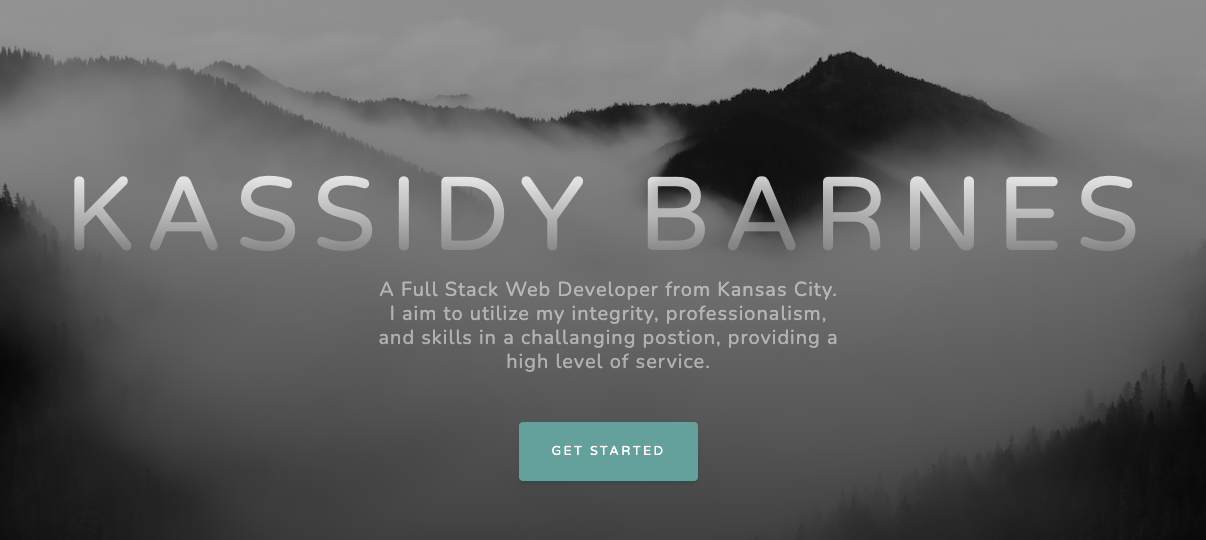 KASSIDY BARNES
A Full Stack Web Developer from Kansas City.
I aim to utilize my integrity, professionalism,
and skills in a challanging postion, providing a
high level of service.
GET STARTED